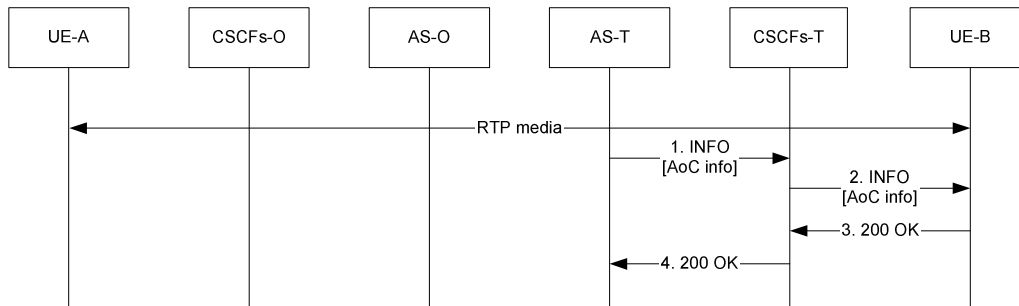 UE-A
CSCFs-O
AS-O
AS-T
CSCFs-T
UE-B
RTP media
1. INFO
[AoC info]
2. INFO
[AoC info]
3. 200 OK
4. 200 OK